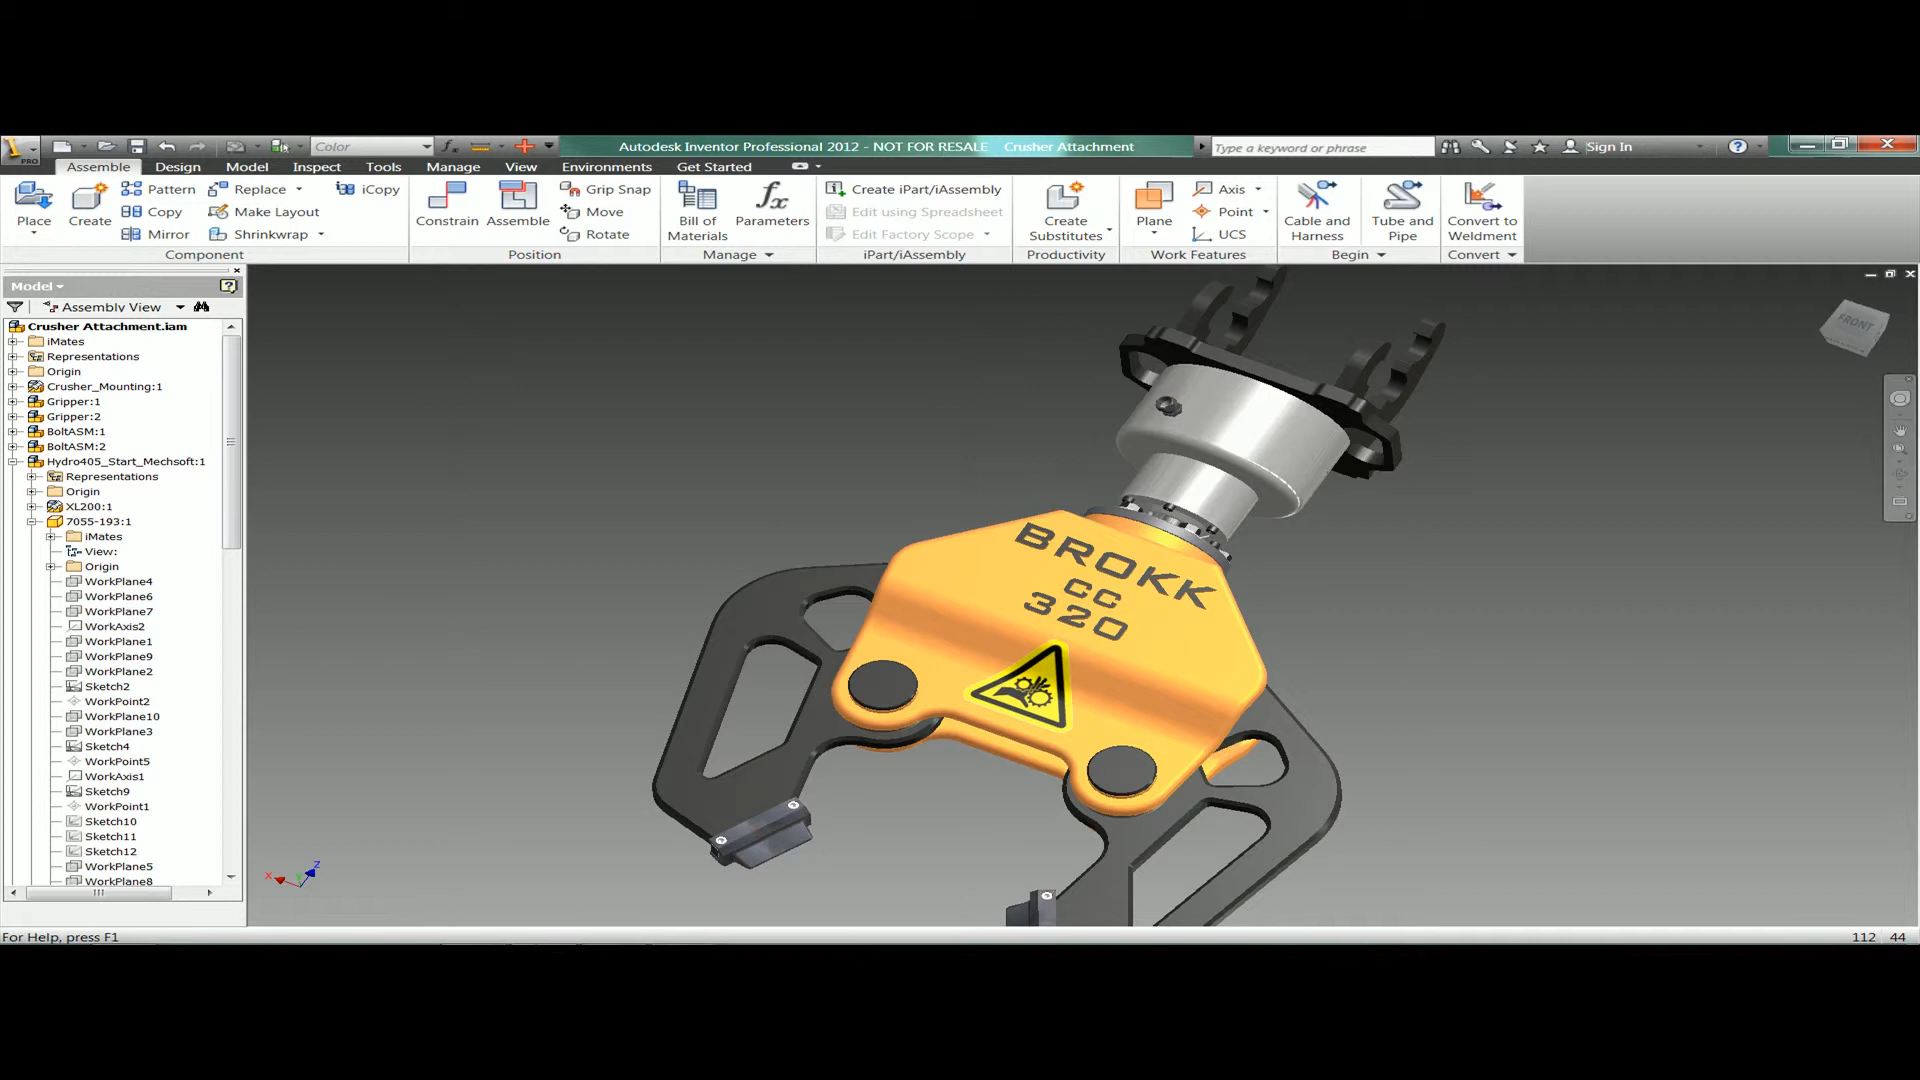 Color
Autodesk Inventor Professional 2012 - NOT FOR RESALE Crusher Attachment
Type a keyword or phrase
Sign In
PRO
Assemble Design Model Inspect Tools Manage View Environments Get Started
Place
Create
Pattern
Copy
Mirror
Replace
Make Layout
Shrinkwrap
iCopy
Component
Constrain
Assemble
Grip Snap
Move
Rotate
Position
Bill of
Materials
Parameters
Manage
Create iPart/iAssembly
Edit using Spreadsheet
Edit Factory Scope
iPart/iAssembly
Create
Substitutes
Productivity
Plane
Axis
Point
UCS
Work Features
Cable and
Harness
Tube and
Pipe
Begin
Convert to
Weldment
Convert
Model
Assembly View
Crusher Attachment.iam
iMates
Representations
Origin
Crusher_Mounting:1
Gripper:1
Gripper:2
BoltASM:1
BoltASM:2
Hydro405_Start_Mechsoft:1
Representations
Origin
XL200:1
7055-193:1
iMates
View:
Origin
WorkPlane4
WorkPlane6
WorkPlane7
WorkAxis2
WorkPlane1
WorkPlane9
WorkPlane2
Sketch2
WorkPoint2
WorkPlane10
WorkPlane3
Sketch4
WorkPoint5
WorkAxis1
Sketch9
WorkPoint1
Sketch10
Sketch11
Sketch12
WorkPlane5
WorkPlane8
FRONT
BROKK
CC
320
X Y Z
For Help, press F1
112 44